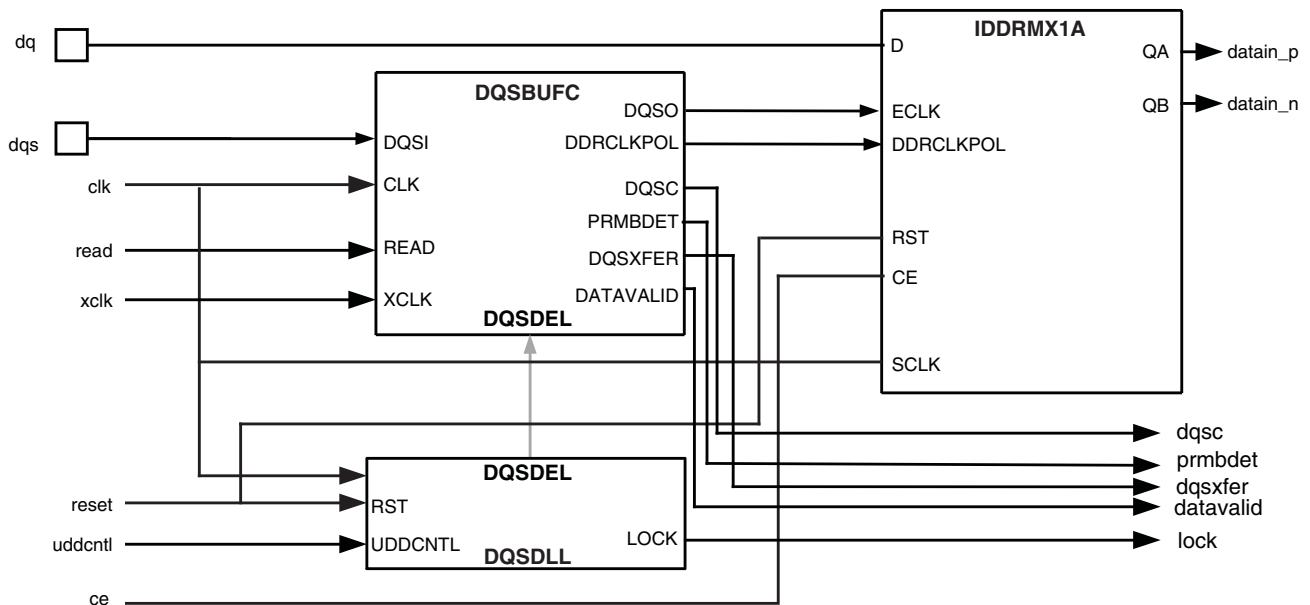 dq
dqs
clk
read
xclk
reset
uddcntl
ce
DQSBUFC
DQSI
CLK
READ
XCLK
DQSO
DDRCLKPOL
DQSC
PRMBDET
DQSXFER
DATAVALID
DQSDEL
DQSDEL
RST
UDDCNTL
LOCK
DQSDLL
IDDRMX1A
D
ECLK
DDRCLKPOL
RST
CE
SCLK
QA
QB
datain_p
datain_n
dqsc
prmbdet
dqsxfer
datavalid
lock